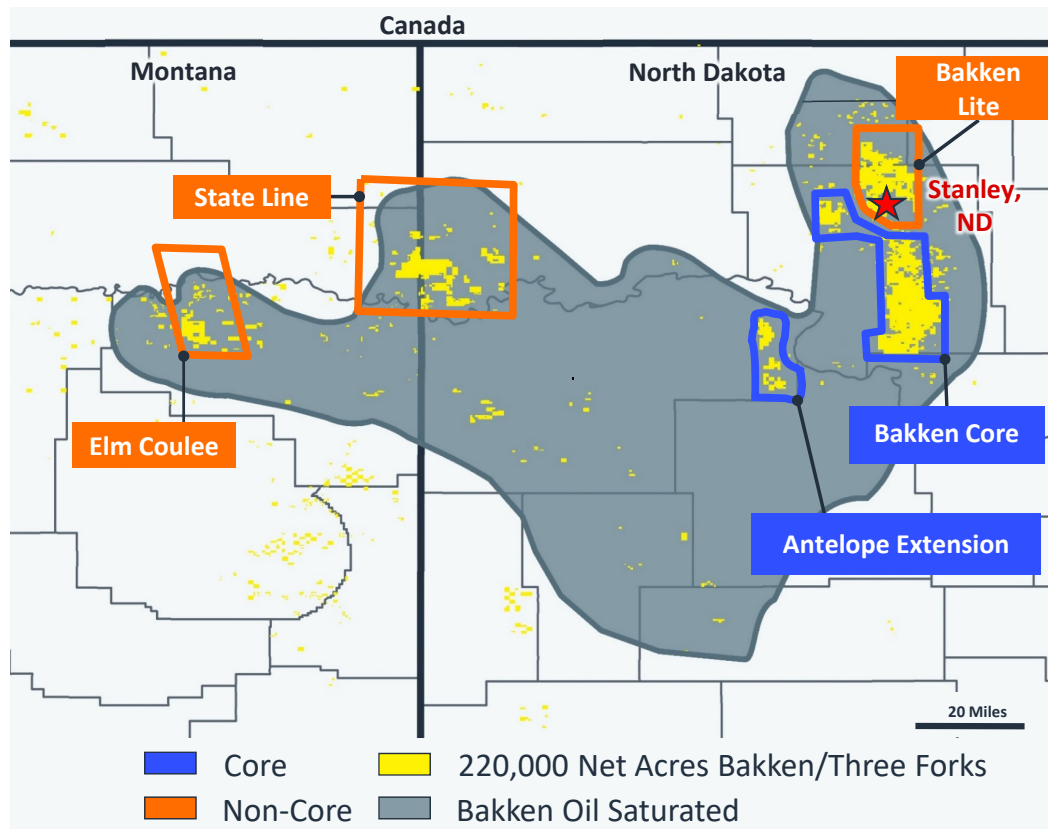 Canada
Montana
North Dakota
Bakken
Lite
State Line
Stanley,
ND
Elm Coulee
Bakken Core
Antelope Extension
20 Miles
Core
220,000 Net Acres Bakken/Three Forks
Non-Core
Bakken Oil Saturated